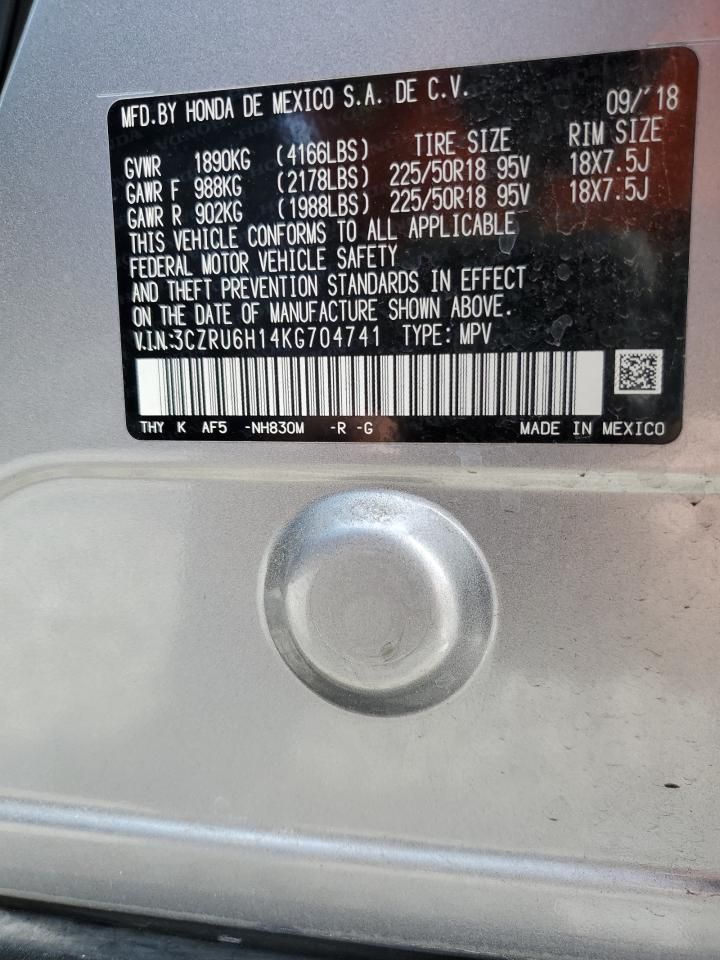 MFD.BY HONDA DE MEXICO S.A. DE C.V. 09/'18
TIRE SIZE RIM SIZE
GVWR 1890KG (4166LBS)
GAWR F 988KG (2178LBS) 225/50R18 95V 18X7.5J
GAWR R 902KG (1988LBS) 225/50R18 95V 18X7.5J
THIS VEHICLE CONFORMS TO ALL APPLICABLE
FEDERAL MOTOR VEHICLE SAFETY
AND THEFT PREVENTION STANDARDS IN EFFECT
ON THE DATE OF MANUFACTURE SHOWN ABOVE.
V.I.N.:3CZRU6H14KG704741 TYPE: MPV
THY K AF5 -NH830M -R -G MADE IN MEXICO